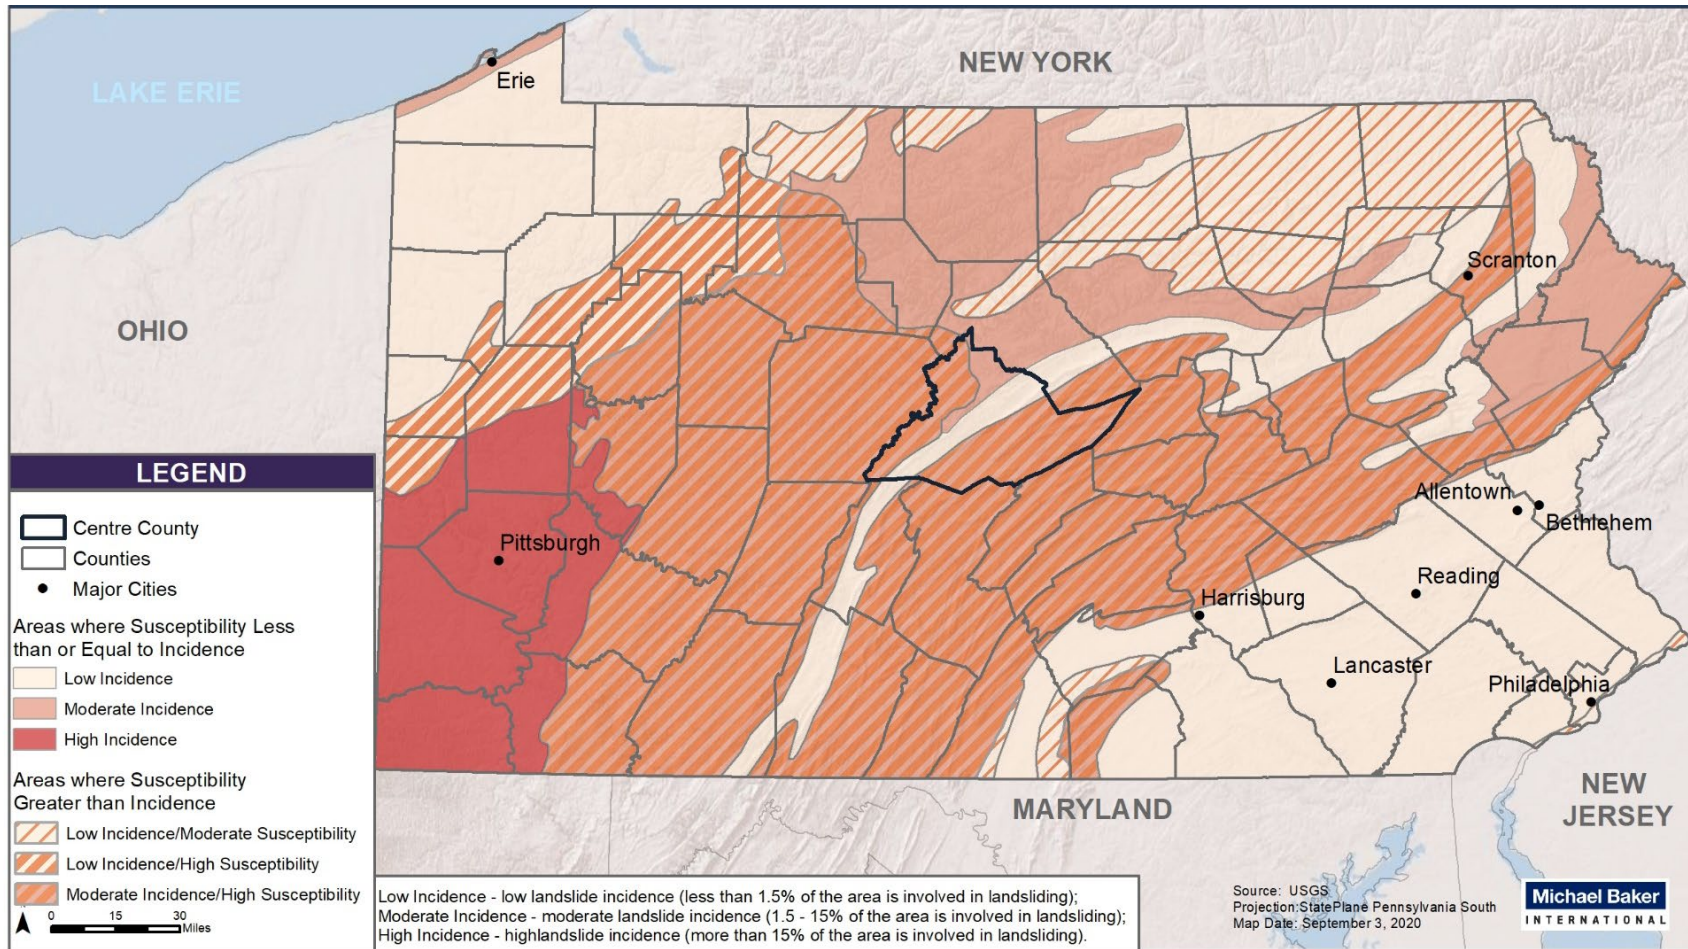 NEW YORK
LAKE ERIE
Erie
Scranton
OHIO
Allentown
Bethlehem
Pittsburgh
Reading
Harrisburg
Lancaster
Philadelphia
NEW
JERSEY
MARYLAND
LEGEND
Centre County
Counties
Major Cities
Areas where Susceptibility Less
than or Equal to Incidence
Low Incidence
Moderate Incidence
High Incidence
Areas where Susceptibility
Greater than Incidence
Low Incidence/Moderate Susceptibility
Low Incidence/High Susceptibility
Moderate Incidence/High Susceptibility
0 15 30
Miles
Low Incidence - low landslide incidence (less than 1.5% of the area is involved in landsliding);
Moderate Incidence - moderate landslide incidence (1.5 - 15% of the area is involved in landsliding);
High Incidence - highlandslide incidence (more than 15% of the area is involved in landsliding).
Source: USGS
Projection:StatePlane Pennsylvania South
Map Date: September 3, 2020
Michael Baker
INTERNATIONAL